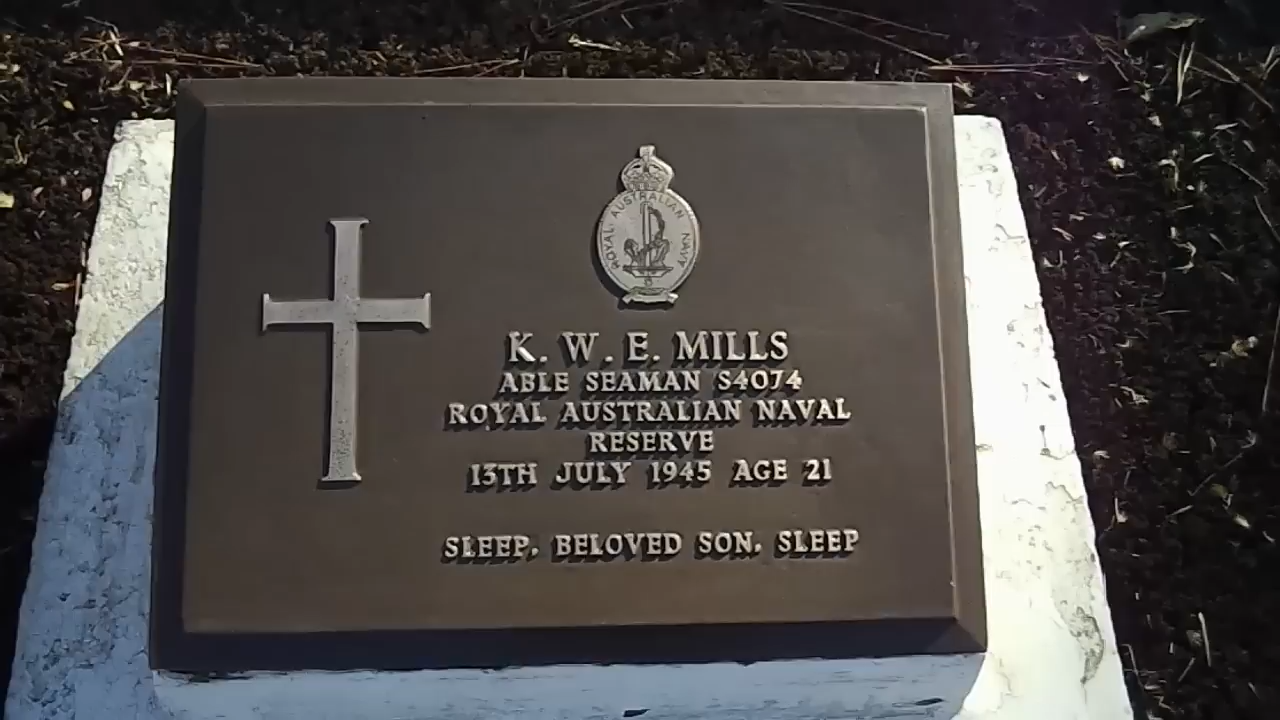 ROYAL AUSTRALIAN NAVY
K. W. E. MILLS
ABLE SEAMAN S4074
ROYAL AUSTRALIAN NAVAL
RESERVE
13TH JULY 1945 AGE 21
SLEEP, BELOVED SON, SLEEP